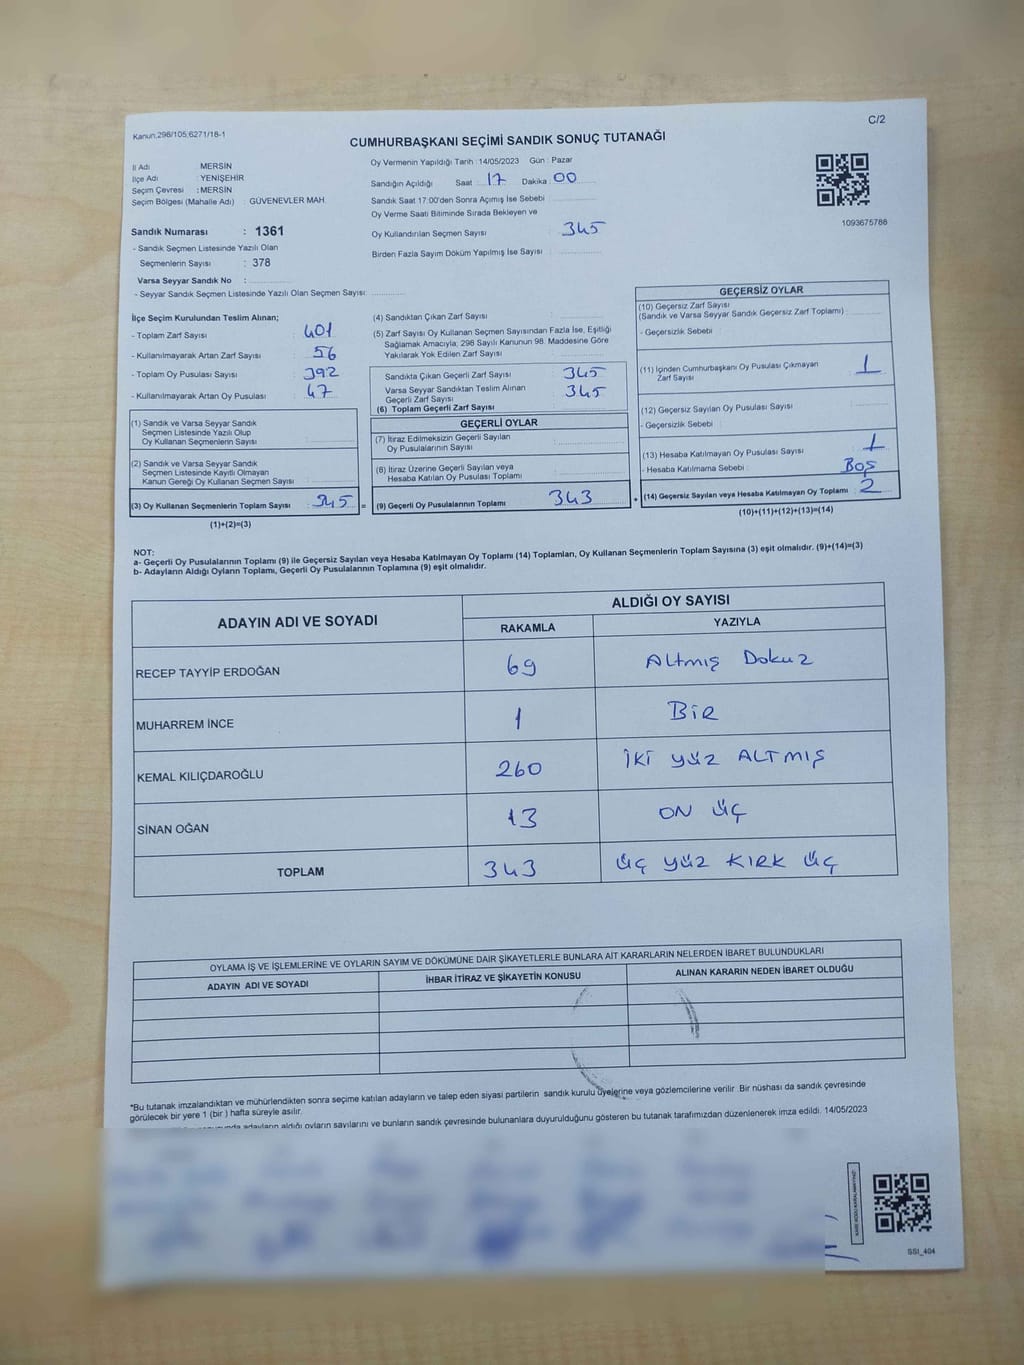 Kanun:298/105;6271/18-1
C/2
CUMHURBAŞKANI SEÇİMİ SANDIK SONUÇ TUTANAĞI
İl Adı : MERSİN
İlçe Adı : YENİŞEHİR
Seçim Çevresi : MERSİN
Seçim Bölgesi (Mahalle Adı) : GÜVENEVLER MAH.
Sandık Numarası : 1361
- Sandık Seçmen Listesinde Yazılı Olan
Seçmenlerin Sayısı : 378
Varsa Seyyar Sandık No :
- Seyyar Sandık Seçmen Listesinde Yazılı Olan Seçmen Sayısı:
Oy Vermenin Yapıldığı Tarih : 14/05/2023 Gün : Pazar
Sandığın Açıldığı Saat : 17 Dakika : 00
Sandık Saat 17:00'den Sonra Açılmış İse Sebebi :
Oy Verme Saati Bitiminde Sırada Bekleyen ve
Oy Kullandırılan Seçmen Sayısı : 345
Birden Fazla Sayım Döküm Yapılmış İse Sayısı :
1093675788
İlçe Seçim Kurulundan Teslim Alınan;
- Toplam Zarf Sayısı : 401
- Kullanılmayarak Artan Zarf Sayısı : 56
- Toplam Oy Pusulası Sayısı : 392
- Kullanılmayarak Artan Oy Pusulası : 47
(1) Sandık ve Varsa Seyyar Sandık
Seçmen Listesinde Yazılı Olup
Oy Kullanan Seçmenlerin Sayısı :
(2) Sandık ve Varsa Seyyar Sandık
Seçmen Listesinde Kayıtlı Olmayan
Kanun Gereği Oy Kullanan Seçmen Sayısı :
(3) Oy Kullanan Seçmenlerin Toplam Sayısı : 345 =
(1)+(2)=(3)
(4) Sandıktan Çıkan Zarf Sayısı :
(5) Zarf Sayısı Oy Kullanan Seçmen Sayısından Fazla İse, Eşitliği
Sağlamak Amacıyla; 298 Sayılı Kanunun 98. Maddesine Göre
Yakılarak Yok Edilen Zarf Sayısı :
Sandıkta Çıkan Geçerli Zarf Sayısı : 345
Varsa Seyyar Sandıktan Teslim Alınan
Geçerli Zarf Sayısı : 345
(6) Toplam Geçerli Zarf Sayısı
GEÇERLİ OYLAR
(7) İtiraz Edilmeksizin Geçerli Sayılan
Oy Pusulalarının Sayısı :
(8) İtiraz Üzerine Geçerli Sayılan veya
Hesaba Katılan Oy Pusulası Toplamı :
(9) Geçerli Oy Pusulalarının Toplamı : 343 +
GEÇERSİZ OYLAR
(10) Geçersiz Zarf Sayısı
(Sandık ve Varsa Seyyar Sandık Geçersiz Zarf Toplamı)
- Geçersizlik Sebebi :
(11) İçinden Cumhurbaşkanı Oy Pusulası Çıkmayan
Zarf Sayısı : 1
(12) Geçersiz Sayılan Oy Pusulası Sayısı :
- Geçersizlik Sebebi :
(13) Hesaba Katılmayan Oy Pusulası Sayısı : 1
- Hesaba Katılmama Sebebi : Boş
(14) Geçersiz Sayılan veya Hesaba Katılmayan Oy Toplamı : 2
(10)+(11)+(12)+(13)=(14)
NOT:
a- Geçerli Oy Pusulalarının Toplamı (9) ile Geçersiz Sayılan veya Hesaba Katılmayan Oy Toplamı (14) Toplamları, Oy Kullanan Seçmenlerin Toplam Sayısına (3) eşit olmalıdır. (9)+(14)=(3)
b- Adayların Aldığı Oyların Toplamı, Geçerli Oy Pusulalarının Toplamına (9) eşit olmalıdır.
ADAYIN ADI VE SOYADI
ALDIĞI OY SAYISI
RAKAMLA YAZIYLA
RECEP TAYYİP ERDOĞAN 69 Altmış Dokuz
MUHARREM İNCE 1 BİR
KEMAL KILIÇDAROĞLU 260 İKİ YÜZ ALTMIŞ
SİNAN OĞAN 13 ON ÜÇ
TOPLAM 343 ÜÇ YÜZ KIRK ÜÇ
OYLAMA İŞ VE İŞLEMLERİNE VE OYLARIN SAYIM VE DÖKÜMÜNE DAİR ŞİKAYETLERLE BUNLARA AİT KARARLARIN NELERDEN İBARET BULUNDUKLARI
ADAYIN ADI VE SOYADI İHBAR İTİRAZ VE ŞİKAYETİN KONUSU ALINAN KARARIN NEDEN İBARET OLDUĞU
*Bu tutanak imzalandıktan ve mühürlendikten sonra seçime katılan adayların ve talep eden siyasi partilerin sandık kurulu üyelerine veya gözlemcilerine verilir .Bir nüshası da sandık çevresinde
görülecek bir yere 1 (bir ) hafta süreyle asılır.
adayların aldığı oyların sayılarını ve bunların sandık çevresinde bulunanlara duyurulduğunu gösteren bu tutanak tarafımızdan düzenlenerek imza edildi. 14/05/2023
SSI_404